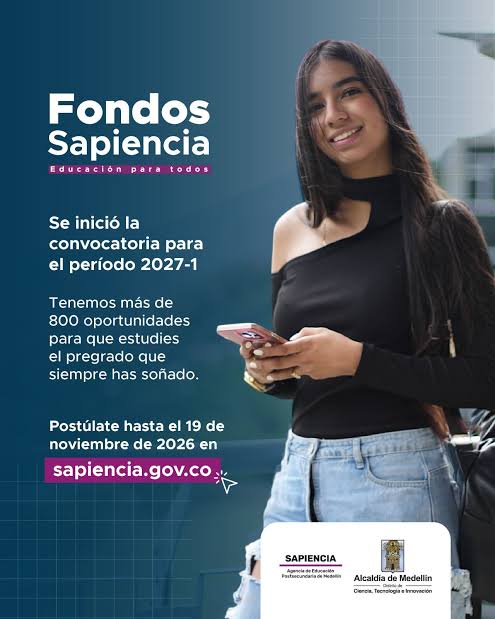 Fondos
Sapiencia
Educación para todos
Se inició la
convocatoria para
el período 2027-1
Tenemos más de
800 oportunidades
para que estudies
el pregrado que
siempre has soñado.
Postúlate hasta el 19 de
noviembre de 2026 en
sapiencia.gov.co
SAPIENCIA
Agencia de Educación
Postsecundaria de Medellín
Alcaldía de Medellín
Distrito de
Ciencia, Tecnología e Innovación